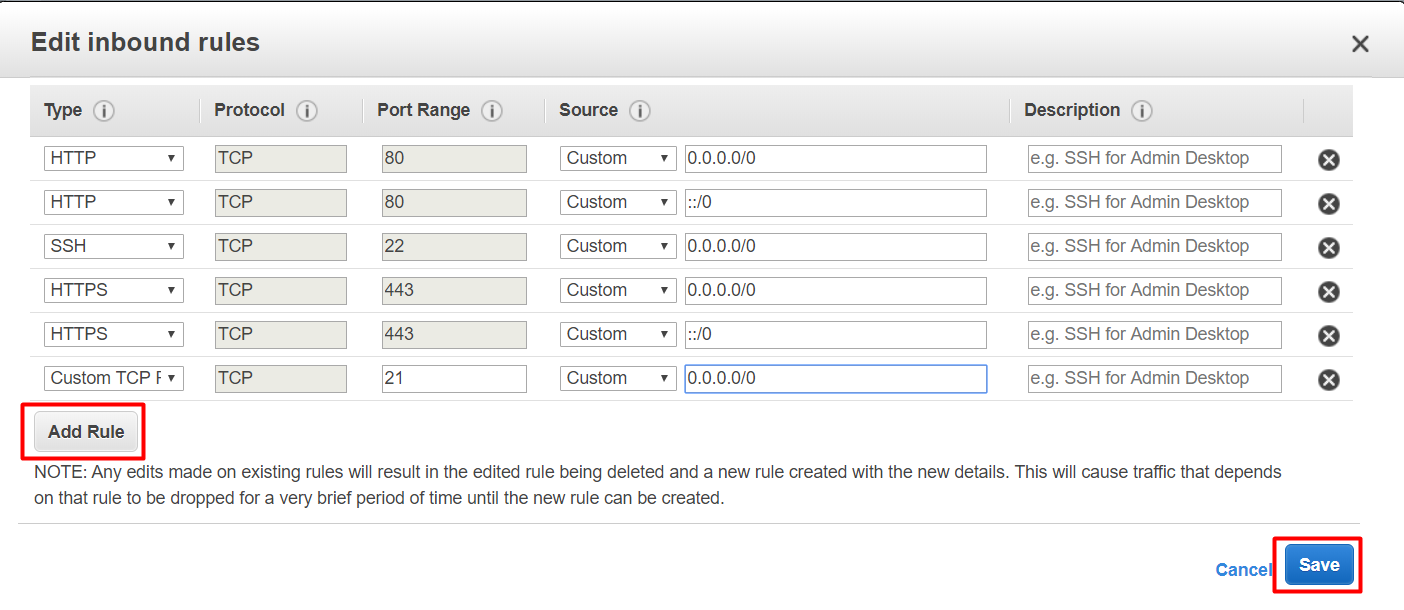 Edit inbound rules
Type Protocol Port Range Source Description
HTTP TCP 80 Custom 0.0.0.0/0 e.g. SSH for Admin Desktop
HTTP TCP 80 Custom ::/0 e.g. SSH for Admin Desktop
SSH TCP 22 Custom 0.0.0.0/0 e.g. SSH for Admin Desktop
HTTPS TCP 443 Custom 0.0.0.0/0 e.g. SSH for Admin Desktop
HTTPS TCP 443 Custom ::/0 e.g. SSH for Admin Desktop
Custom TCP F TCP 21 Custom 0.0.0.0/0 e.g. SSH for Admin Desktop
Add Rule
NOTE: Any edits made on existing rules will result in the edited rule being deleted and a new rule created with the new details. This will cause traffic that depends
on that rule to be dropped for a very brief period of time until the new rule can be created.
Cancel Save